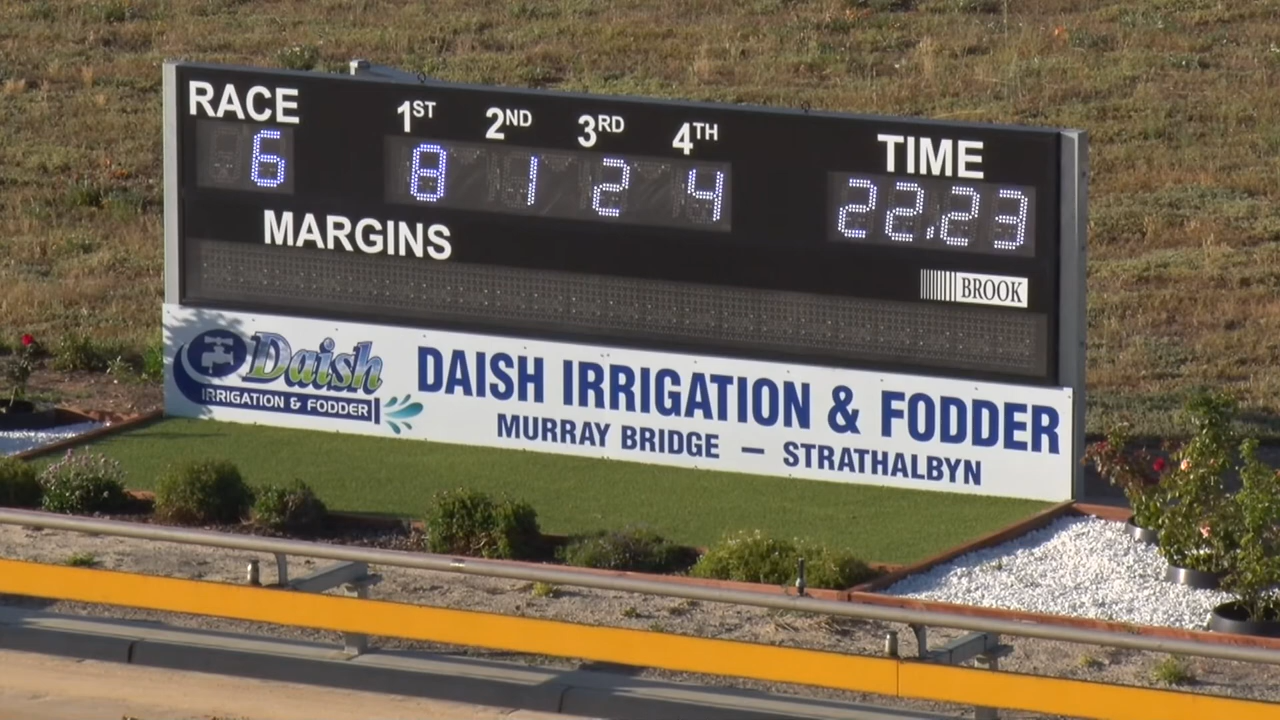 RACE 1ST 2ND 3RD 4TH TIME
6 8 1 2 4 22.23
MARGINS
BROOK
Daish
IRRIGATION & FODDER
DAISH IRRIGATION & FODDER
MURRAY BRIDGE – STRATHALBYN